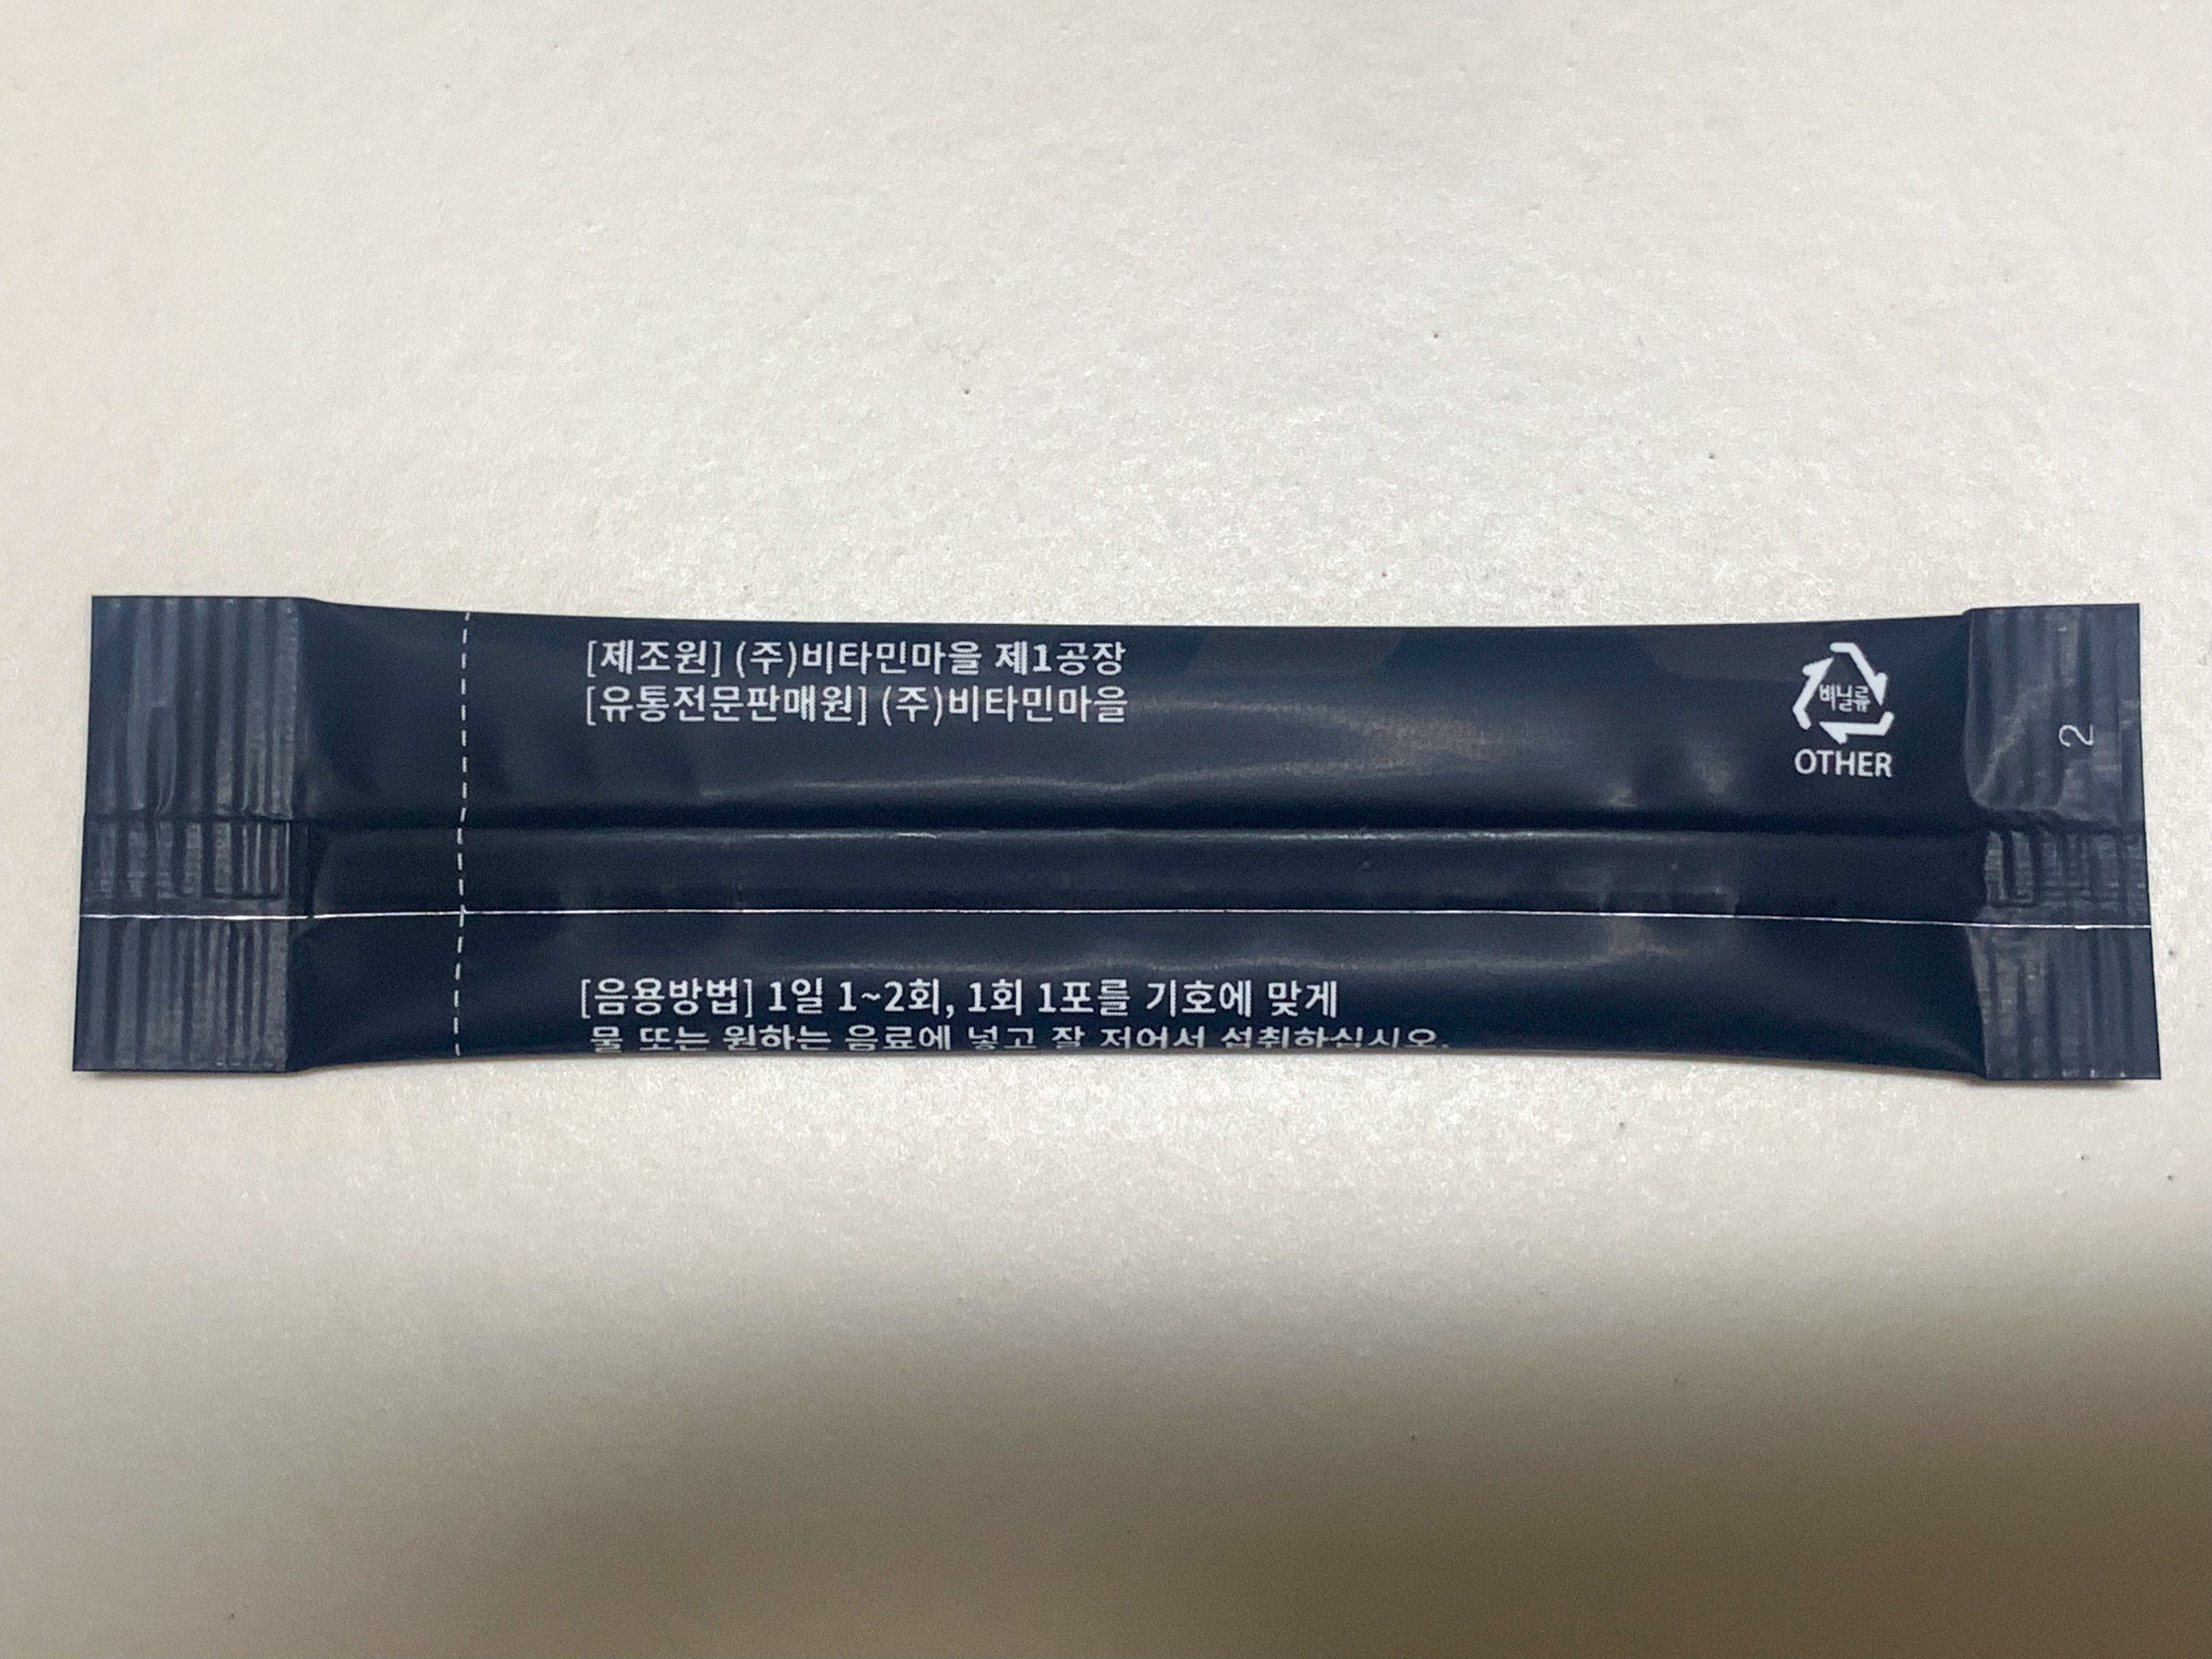 [제조원] (주)비타민마을 제1공장
[유통전문판매원] (주)비타민마을
비닐류
OTHER
2
[음용방법] 1일 1~2회, 1회 1포를 기호에 맞게
물 또는 원하는 음료에 넣고 잘 저어서 섭취하십시오.